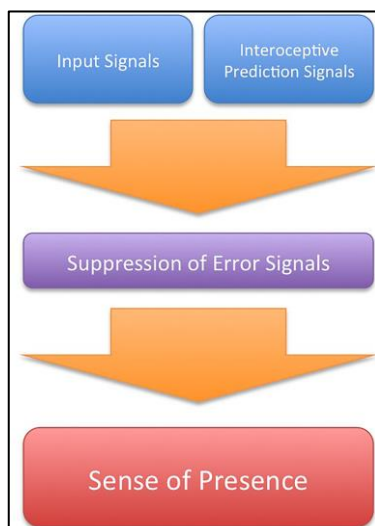 Input Signals
Interoceptive
Prediction Signals
Suppression of Error Signals
Sense of Presence